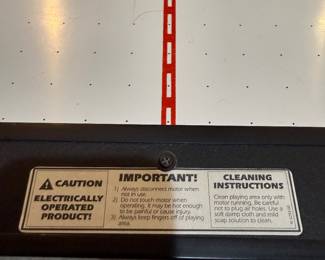 CAUTION
ELECTRICALLY
OPERATED
PRODUCT!
IMPORTANT!
1) Always disconnect motor when
not in use.
2) Do not touch motor when
operating. It may be hot enough
to be painful or cause injury.
3) Always keep fingers off of playing
area.
CLEANING
INSTRUCTIONS
Clean playing area only with
motor running. Be careful
not to plug air holes. Use a
soft damp cloth and mild
soap solution to clean.